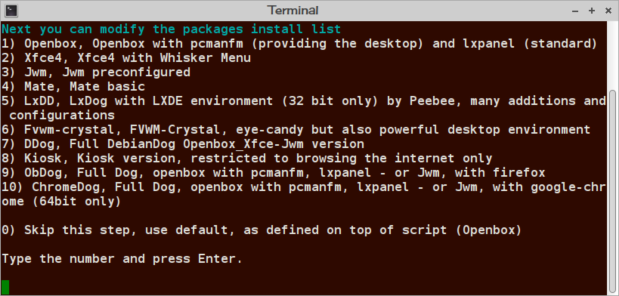 Terminal
Next you can modify the packages install list
1) Openbox, Openbox with pcmanfm (providing the desktop) and lxpanel (standard)
2) Xfce4, Xfce4 with Whisker Menu
3) Jwm, Jwm preconfigured
4) Mate, Mate basic
5) LxDD, LxDog with LXDE environment (32 bit only) by Peebee, many additions and
configurations
6) Fvwm-crystal, FVWM-Crystal, eye-candy but also powerful desktop environment
7) DDog, Full DebianDog Openbox_Xfce-Jwm version
8) Kiosk, Kiosk version, restricted to browsing the internet only
9) ObDog, Full Dog, openbox with pcmanfm, lxpanel - or Jwm, with firefox
10) ChromeDog, Full Dog, openbox with pcmanfm, lxpanel - or Jwm, with google-chr
ome (64bit only)
0) Skip this step, use default, as defined on top of script (Openbox)
Type the number and press Enter.